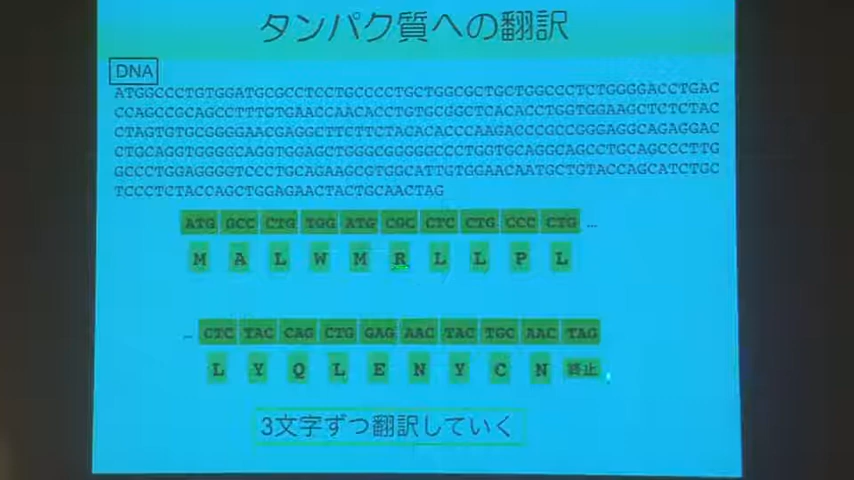 タンパク質への翻訳
DNA
ATGGCCCTGTGGATGCGCCTCCTGCCCCTGCTGGCGCTGCTGGCCCTCTGGGGACCTGAC
CCAGCCGCAGCCTTTGTGAACCAACACCTGTGCGGCTCACACCTGGTGGAAGCTCTCTAC
CTAGTGTGCGGGGAACGAGGCTTCTTCTACACACCCAAGACCCGCCGGGAGGCAGAGGAC
CTGCAGGTGGGGCAGGTGGAGCTGGGCGGGGGCCCTGGTGCAGGCAGCCTGCAGCCCTTG
GCCCTGGAGGGGTCCCTGCAGAAGCGTGGCATTGTGGAACAATGCTGTACCAGCATCTGC
TCCCTCTACCAGCTGGAGAACTACTGCAACTAG
ATG GCC CTG TGG ATG CGC CTC CTG CCC CTG ...
M A L W M R L L P L
... CTC TAC CAG CTG GAG AAC TAC TGC AAC TAG
L Y Q L E N Y C N 終止
3文字ずつ翻訳していく